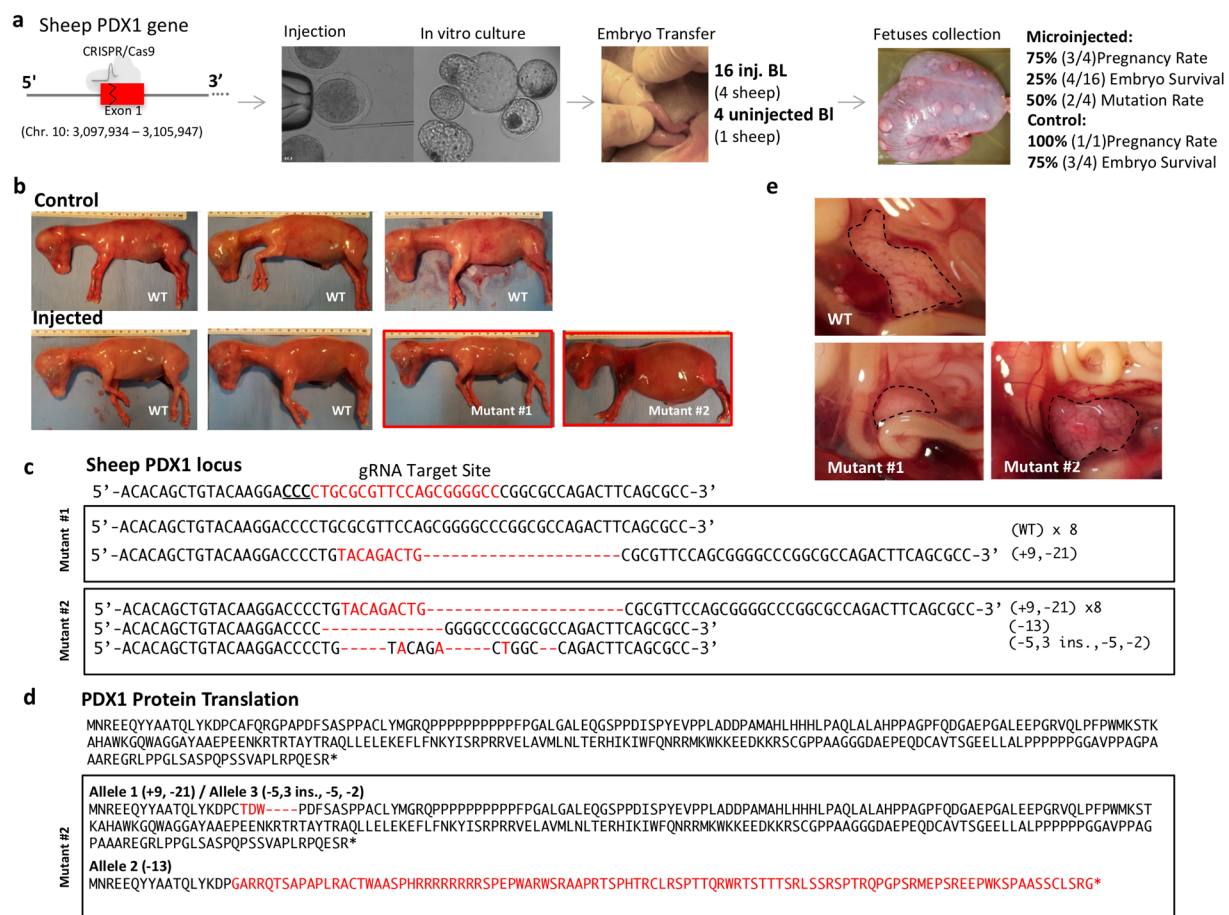 a
Sheep PDX1 gene
CRISPR/Cas9
5'
3'
Exon 1
(Chr. 10: 3,097,934 – 3,105,947)
Injection
In vitro culture
Embryo Transfer
16 inj. BL
(4 sheep)
4 uninjected Bl
(1 sheep)
Fetuses collection
Microinjected:
75% (3/4)Pregnancy Rate
25% (4/16) Embryo Survival
50% (2/4) Mutation Rate
Control:
100% (1/1)Pregnancy Rate
75% (3/4) Embryo Survival
b
Control
WT
WT
WT
Injected
WT
WT
Mutant #1
Mutant #2
e
WT
Mutant #1
Mutant #2
c
Sheep PDX1 locus
gRNA Target Site
5'-ACACAGCTGTACAAGGACCCCTGCGCGTTCCAGCGGGGCCCGGCGCCAGACTTCAGCGCC-3'
Mutant #1
5'-ACACAGCTGTACAAGGACCCCTGCGCGTTCCAGCGGGGCCCGGCGCCAGACTTCAGCGCC-3'
(WT) x 8
5'-ACACAGCTGTACAAGGACCCCTGTACAGACTG---------------------CGCGTTCCAGCGGGGCCCGGCGCCAGACTTCAGCGCC-3'
(+9,-21)
Mutant #2
5'-ACACAGCTGTACAAGGACCCCTGTACAGACTG---------------------CGCGTTCCAGCGGGGCCCGGCGCCAGACTTCAGCGCC-3'
(+9,-21) x8
5'-ACACAGCTGTACAAGGACCCC-------------GGGGCCCGGCGCCAGACTTCAGCGCC-3'
(-13)
5'-ACACAGCTGTACAAGGACCCCTG-----TACAGA-----CTGGC--CAGACTTCAGCGCC-3'
(-5,3 ins.,-5,-2)
d
PDX1 Protein Translation
MNREEQYYAATQLYKDPCAFQRGPAPDFSASPPACLYMGRQPPPPPPPPPPPFPGALGALEQGSPPDISPYEVPPLADDPAMAHLHHHLPAQLALAHPPAGPFQDGAEPGALEEPGRVQLPFPWMKSTK
AHAWKGQWAGGAYAAEPEENKRTRTAYTRAQLLELEKEFLFNKYISRPRRVELAVMLNLTERHIKIWFQNRRMKWKKEEDKKRSCGPPAAGGGDAEPEQDCAVTSGEELLALPPPPPPGGAVPPAGPA
AAREGRLPPGLSASPQPSSVAPLRPQESR*
Mutant #2
Allele 1 (+9, -21) / Allele 3 (-5,3 ins., -5, -2)
MNREEQYYAATQLYKDPCTDW----PDFSASPPACLYMGRQPPPPPPPPPPPFPGALGALEQGSPPDISPYEVPPLADDPAMAHLHHHLPAQLALAHPPAGPFQDGAEPGALEEPGRVQLPFPWMKST
KAHAWKGQWAGGAYAAEPEENKRTRTAYTRAQLLELEKEFLFNKYISRPRRVELAVMLNLTERHIKIWFQNRRMKWKKEEDKKRSCGPPAAGGGDAEPEQDCAVTSGEELLALPPPPPPGGAVPPAG
PAAAREGRLPPGLSASPQPSSVAPLRPQESR*
Allele 2 (-13)
MNREEQYYAATQLYKDPGARRQTSAPAPLRACTWAASPHRRRRRRRRSPEPWARWSRAAPRTSPHTRCLRSPTTQRWRTSTTTSRLSSRSPTRQPGPSRMEPSREEPWKSPAASSCLSRG*